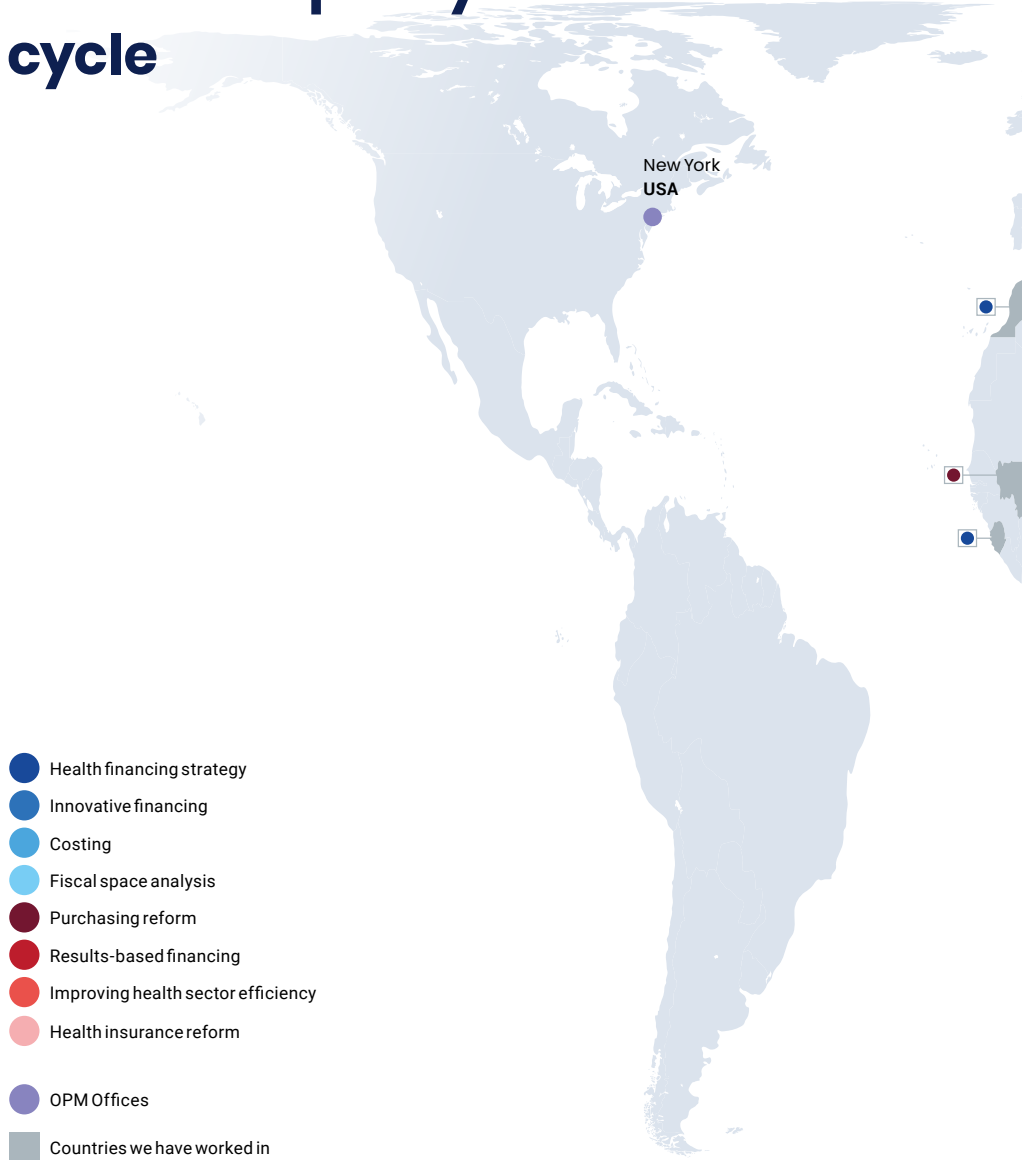 cycle
New York
USA
Health financing strategy
Innovative financing
Costing
Fiscal space analysis
Purchasing reform
Results-based financing
Improving health sector efficiency
Health insurance reform
OPM Offices
Countries we have worked in